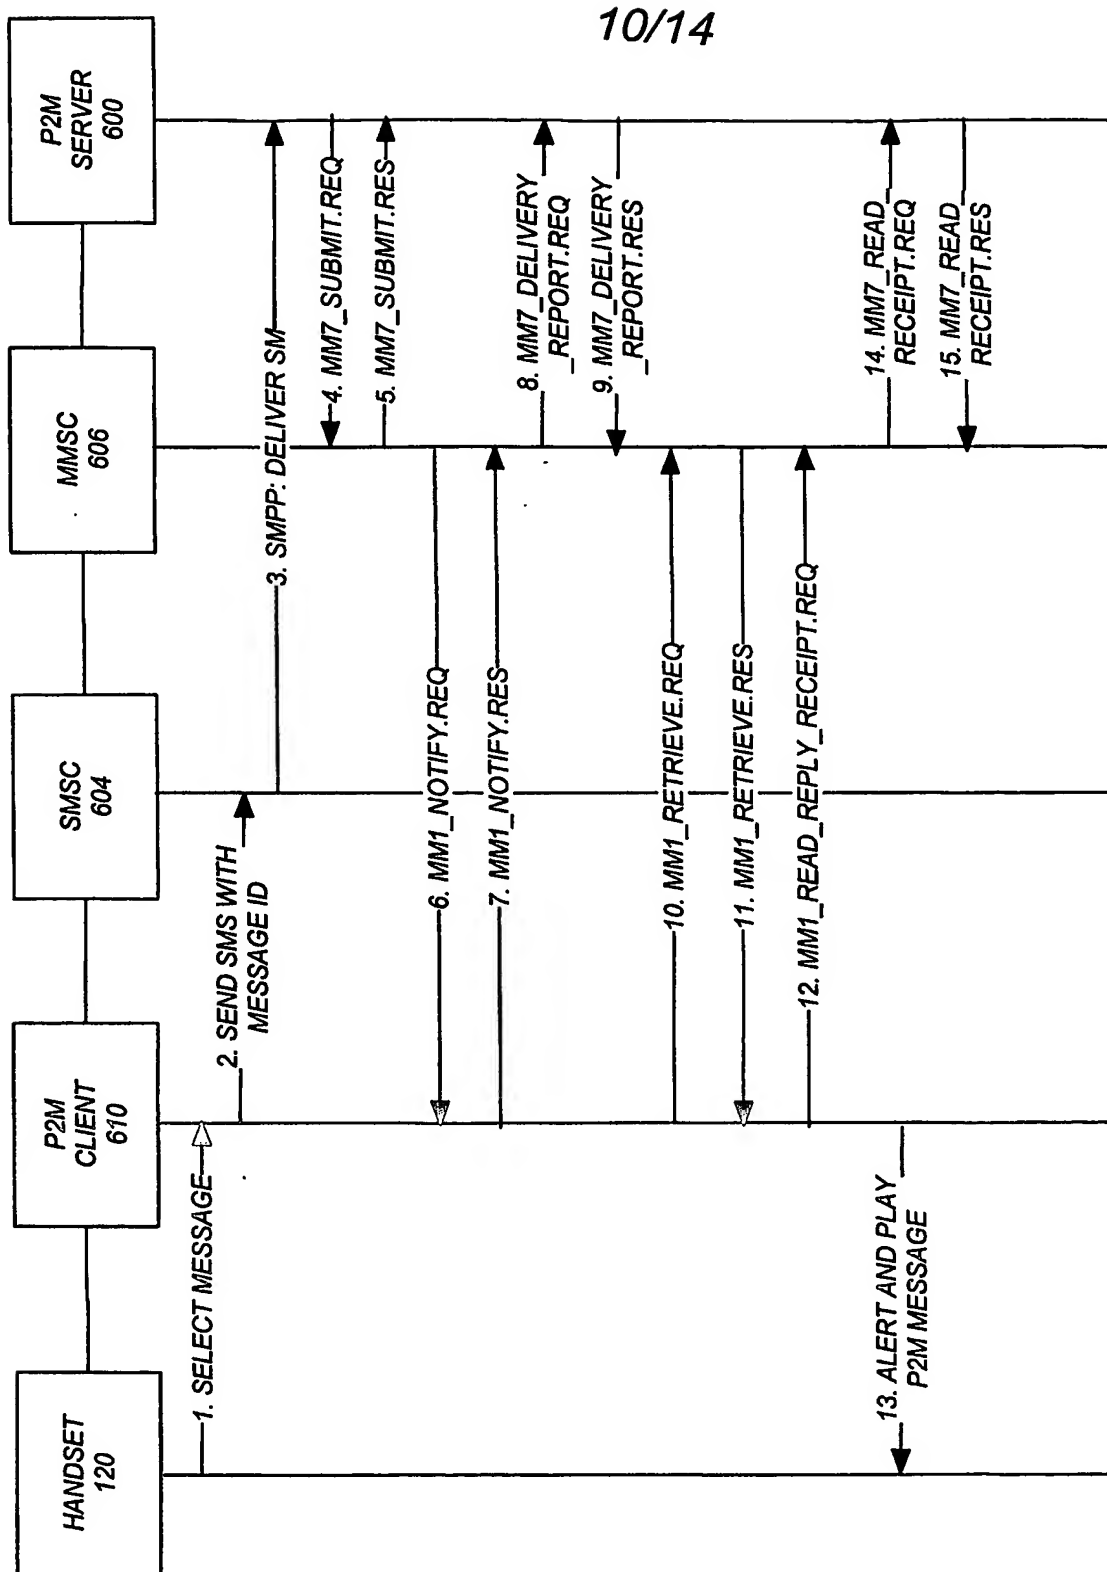 10/14
HANDSET
120
P2M
CLIENT
610
SMSC
604
MMSC
606
P2M
SERVER
600
1. SELECT MESSAGE
2. SEND SMS WITH
MESSAGE ID
3. SMPP: DELIVER SM
4. MM7_SUBMIT.REQ
5. MM7_SUBMIT.RES
6. MM1_NOTIFY.REQ
7. MM1_NOTIFY.RES
8. MM7_DELIVERY
_REPORT.REQ
9. MM7_DELIVERY
_REPORT.RES
10. MM1_RETRIEVE.REQ
11. MM1_RETRIEVE.RES
12. MM1_READ_REPLY_RECEIPT.REQ
13. ALERT AND PLAY
P2M MESSAGE
14. MM7_READ
RECEIPT.REQ
15. MM7_READ
RECEIPT.RES